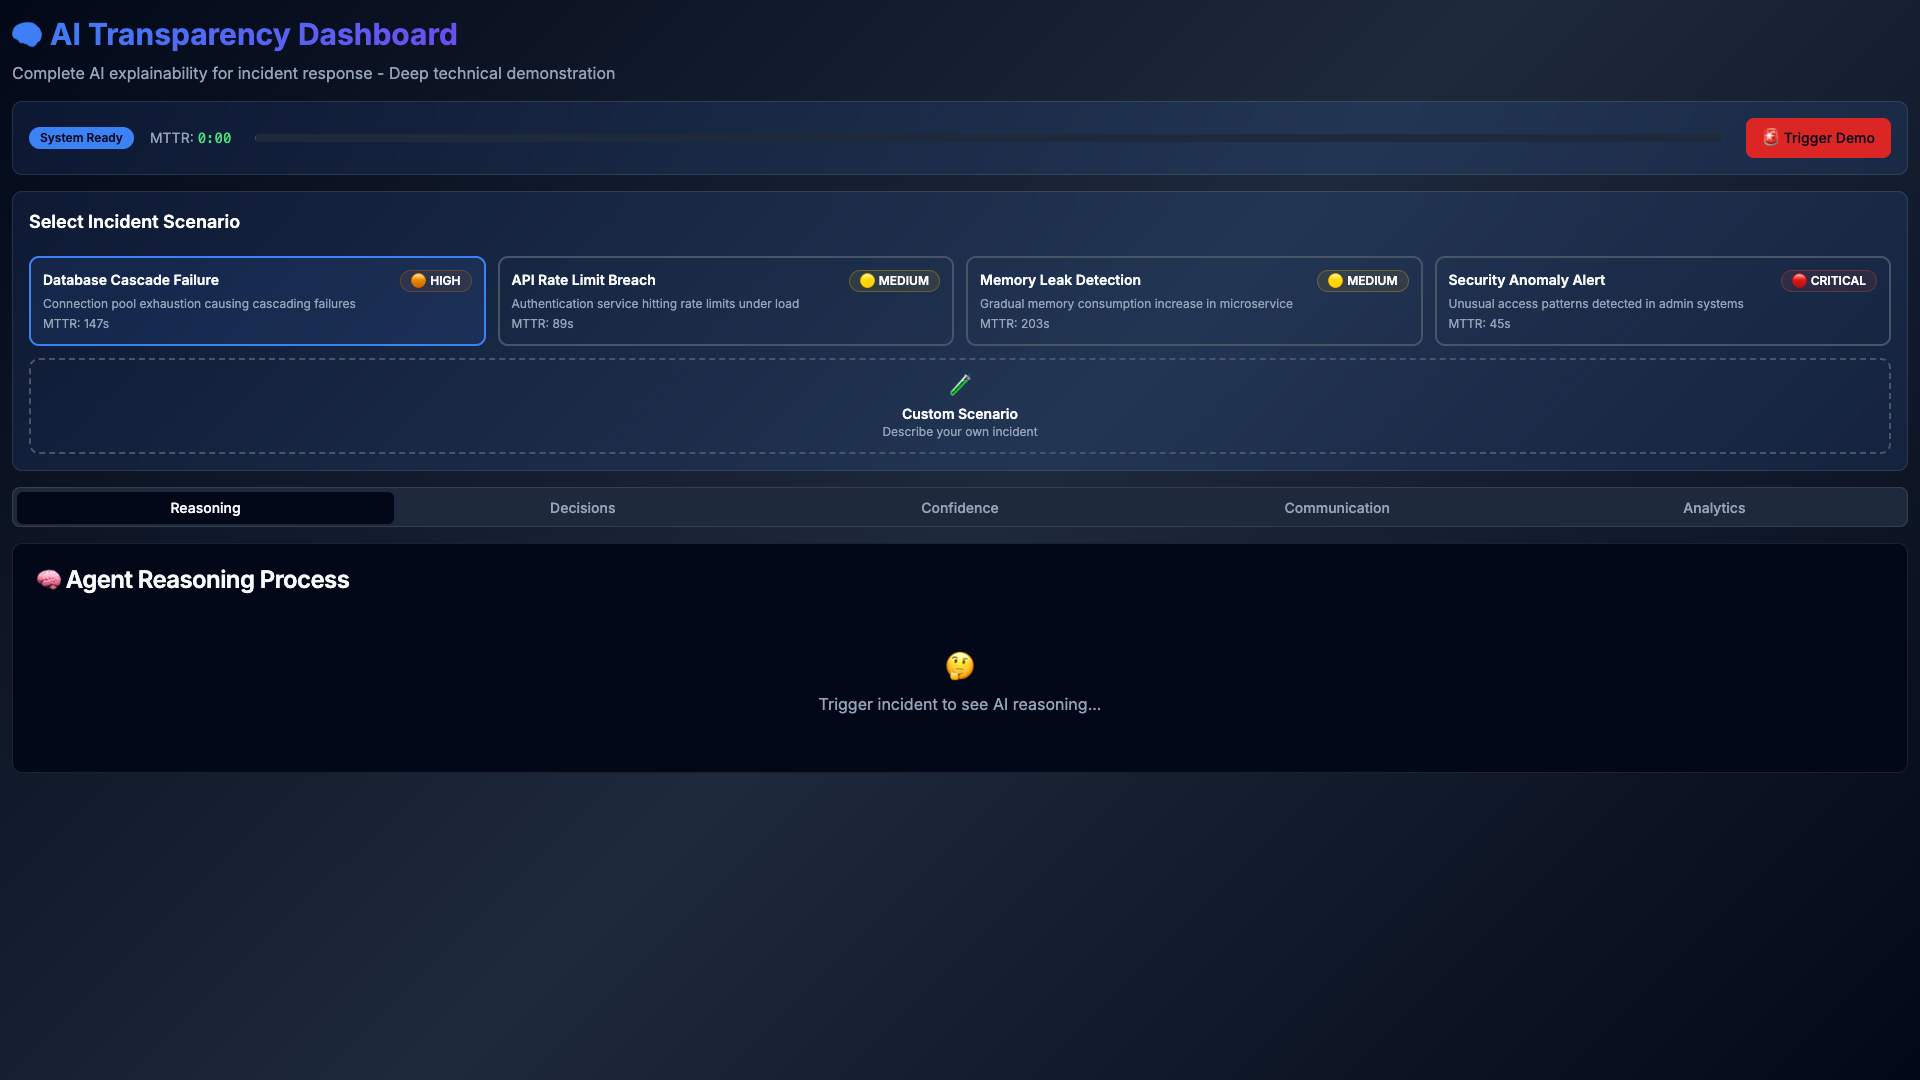 AI Transparency Dashboard
Complete AI explainability for incident response - Deep technical demonstration
System Ready
MTTR: 0:00
Trigger Demo
Select Incident Scenario
Database Cascade Failure
HIGH
Connection pool exhaustion causing cascading failures
MTTR: 147s
API Rate Limit Breach
MEDIUM
Authentication service hitting rate limits under load
MTTR: 89s
Memory Leak Detection
MEDIUM
Gradual memory consumption increase in microservice
MTTR: 203s
Security Anomaly Alert
CRITICAL
Unusual access patterns detected in admin systems
MTTR: 45s
Custom Scenario
Describe your own incident
Reasoning
Decisions
Confidence
Communication
Analytics
Agent Reasoning Process
Trigger incident to see AI reasoning...